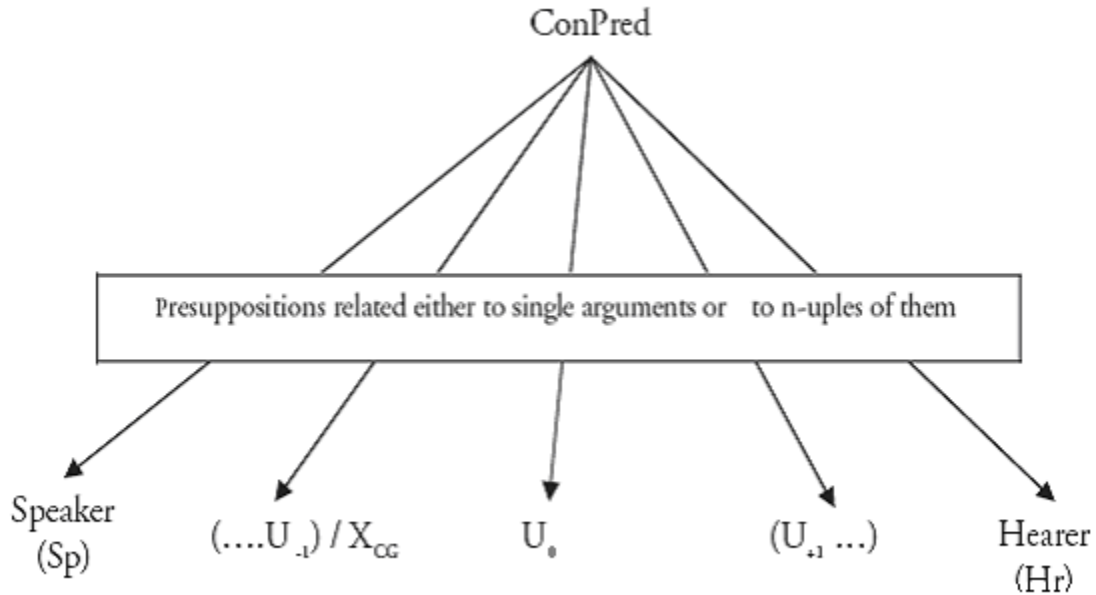 ConPred
Presuppositions related either to single arguments or to n-uples of them
Speaker
(Sp)
(....U₋₁) / X_CG
U₀
(U₊₁ ...)
Hearer
(Hr)